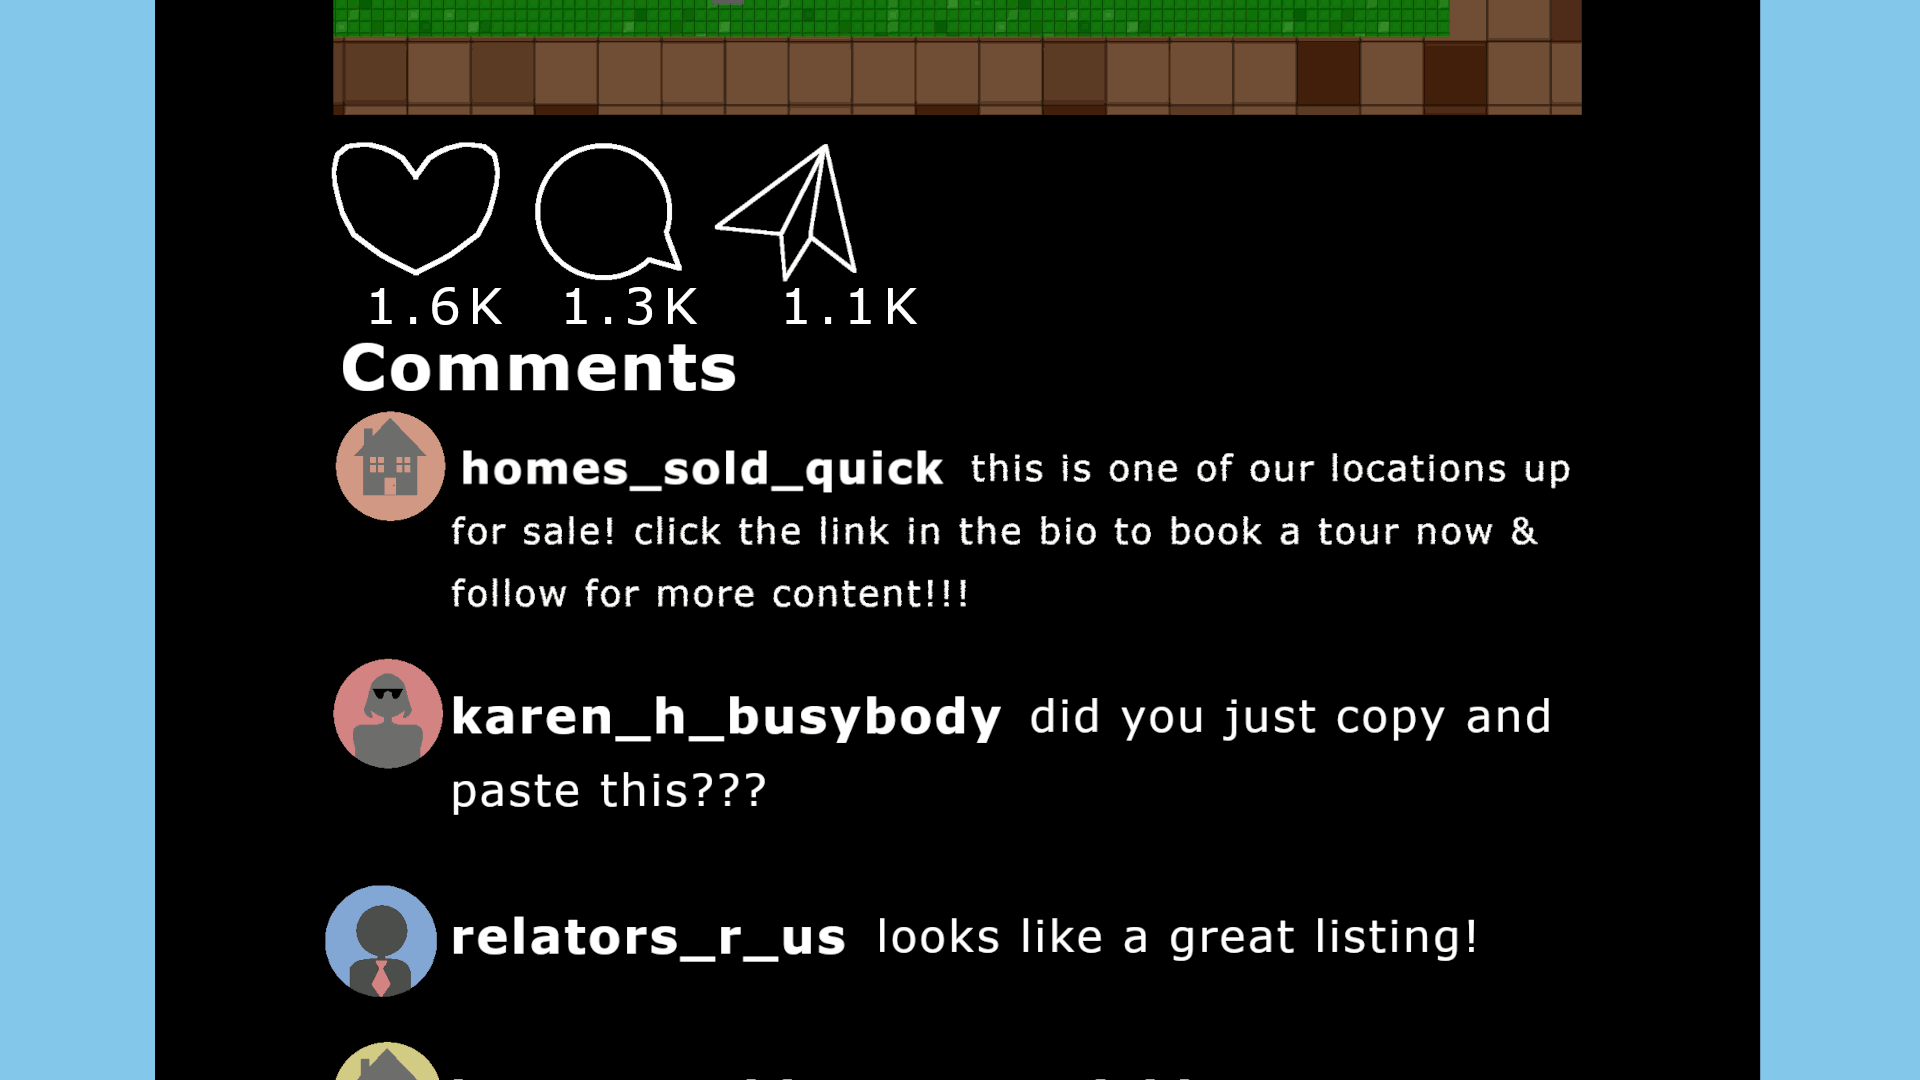 1.6K 1.3K 1.1K
Comments
homes_sold_quick this is one of our locations up
for sale! click the link in the bio to book a tour now &
follow for more content!!!
karen_h_busybody did you just copy and
paste this???
relators_r_us looks like a great listing!